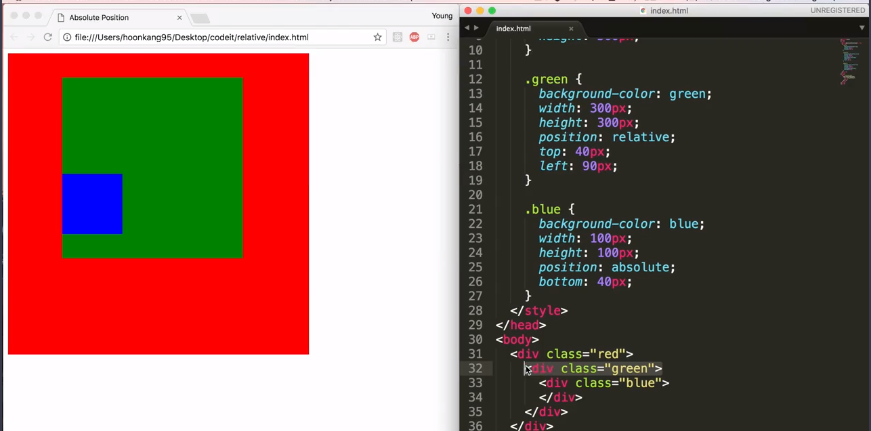 Absolute Position
Young
file:///Users/hoonkang95/Desktop/codeit/relative/index.html
index.html
UNREGISTERED
index.html
10 }
11
12 .green {
13 background-color: green;
14 width: 300px;
15 height: 300px;
16 position: relative;
17 top: 40px;
18 left: 90px;
19 }
20
21 .blue {
22 background-color: blue;
23 width: 100px;
24 height: 100px;
25 position: absolute;
26 bottom: 40px;
27 }
28 </style>
29 </head>
30 <body>
31 <div class="red">
32 <div class="green">
33 <div class="blue">
34 </div>
35 </div>
36 </div>